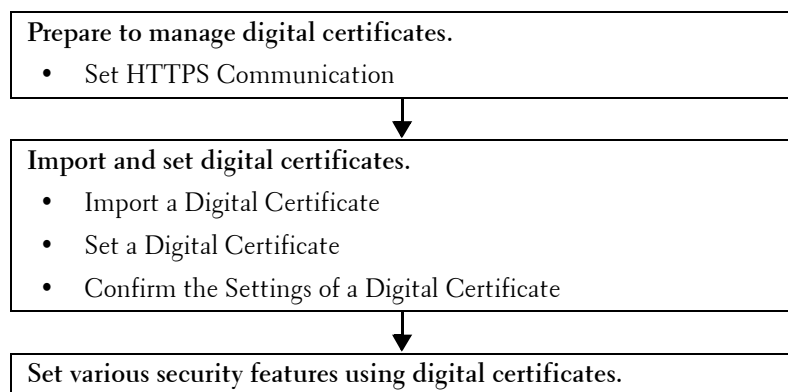 Prepare to manage digital certificates.
• Set HTTPS Communication
Import and set digital certificates.
• Import a Digital Certificate
• Set a Digital Certificate
• Confirm the Settings of a Digital Certificate
Set various security features using digital certificates.